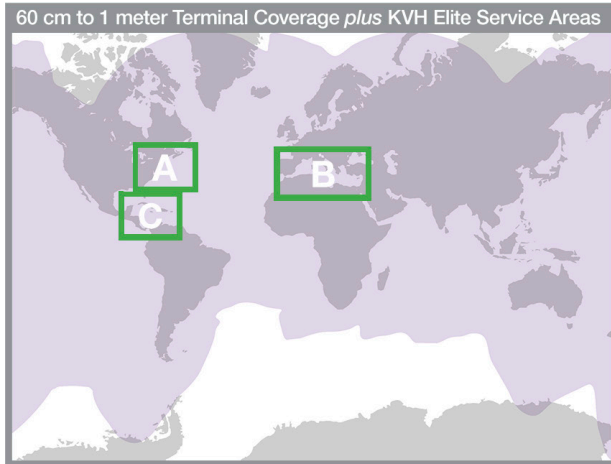 60 cm to 1 meter Terminal Coverage plus KVH Elite Service Areas
A
B
C